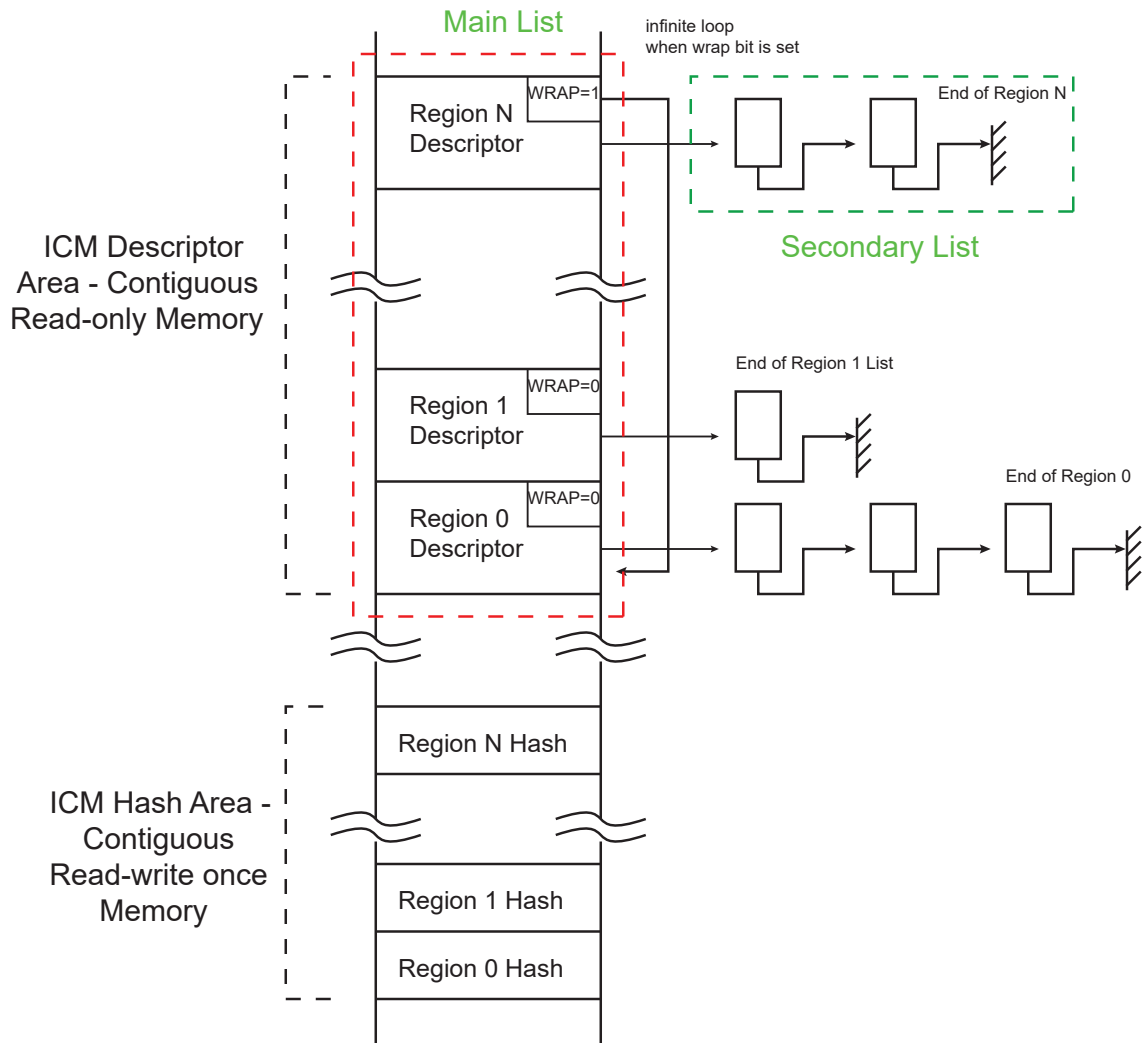 Main List
infinite loop
when wrap bit is set
WRAP=1
Region N
Descriptor
End of Region N
Secondary List
ICM Descriptor
Area - Contiguous
Read-only Memory
End of Region 1 List
WRAP=0
Region 1
Descriptor
End of Region 0
WRAP=0
Region 0
Descriptor
Region N Hash
ICM Hash Area -
Contiguous
Read-write once
Memory
Region 1 Hash
Region 0 Hash